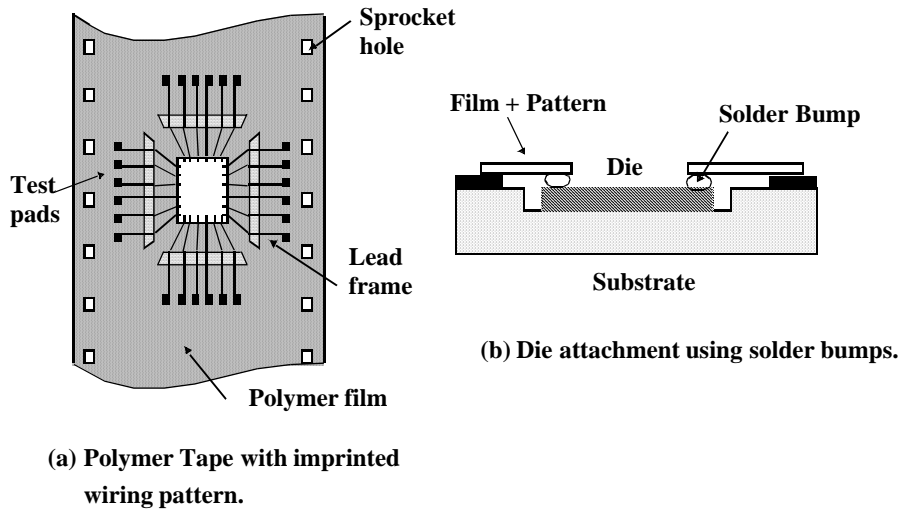 Sprocket
hole
Film + Pattern
Solder Bump
Die
Test
pads
Lead
frame
Substrate
(b) Die attachment using solder bumps.
Polymer film
(a) Polymer Tape with imprinted
wiring pattern.